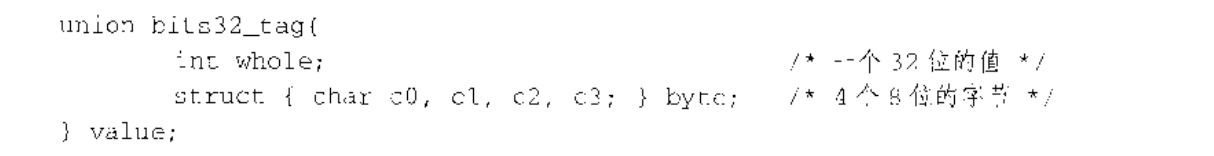 union bits32_tag{
int whole; /* 一个 32 位的值 */
struct { char c0, c1, c2, c3; } byte; /* 4 个 8 位的字节 */
} value;